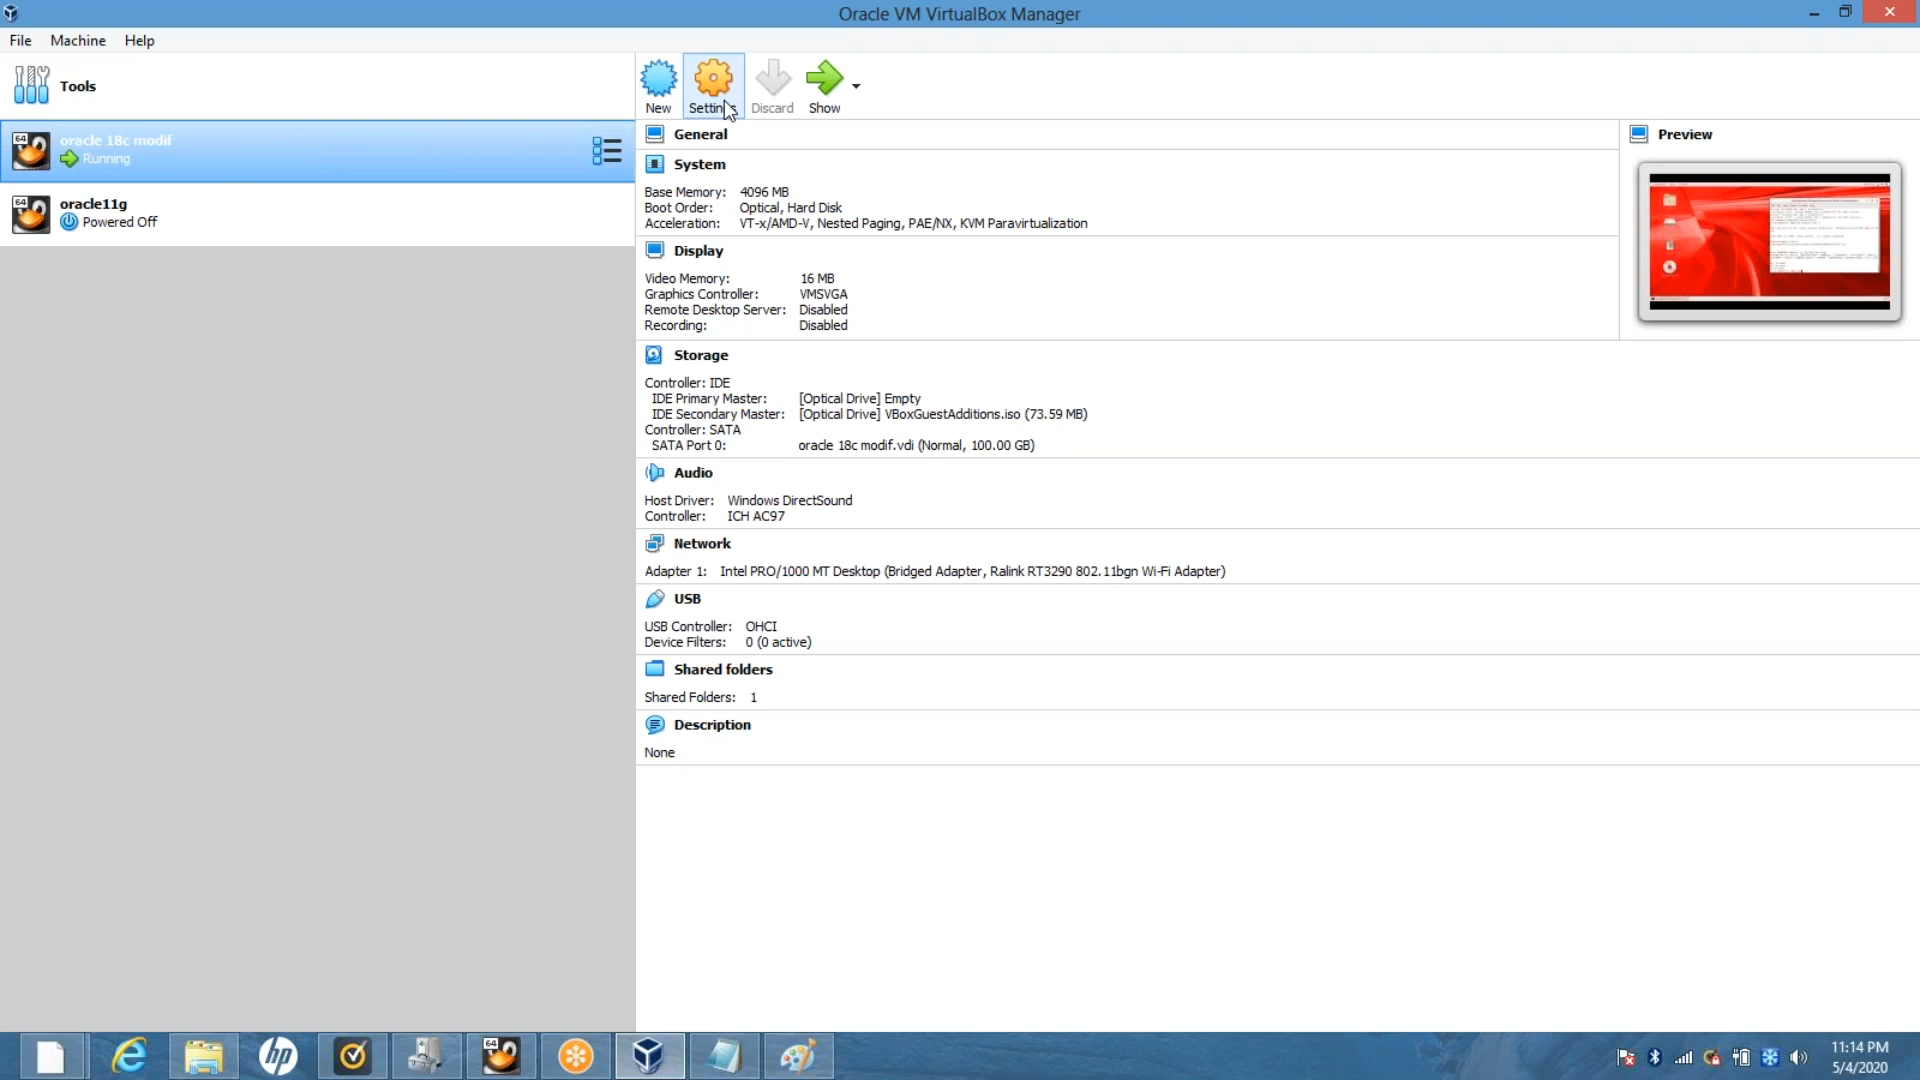 Oracle VM VirtualBox Manager
File Machine Help
Tools
New Settings Discard Show
64 oracle 18c modif
Running
64 oracle11g
Powered Off
General
Preview
System
Base Memory: 4096 MB
Boot Order: Optical, Hard Disk
Acceleration: VT-x/AMD-V, Nested Paging, PAE/NX, KVM Paravirtualization
Display
Video Memory: 16 MB
Graphics Controller: VMSVGA
Remote Desktop Server: Disabled
Recording: Disabled
Storage
Controller: IDE
IDE Primary Master: [Optical Drive] Empty
IDE Secondary Master: [Optical Drive] VBoxGuestAdditions.iso (73.59 MB)
Controller: SATA
SATA Port 0: oracle 18c modif.vdi (Normal, 100.00 GB)
Audio
Host Driver: Windows DirectSound
Controller: ICH AC97
Network
Adapter 1: Intel PRO/1000 MT Desktop (Bridged Adapter, Ralink RT3290 802.11bgn Wi-Fi Adapter)
USB
USB Controller: OHCI
Device Filters: 0 (0 active)
Shared folders
Shared Folders: 1
Description
None
hp
64
11:14 PM
5/4/2020